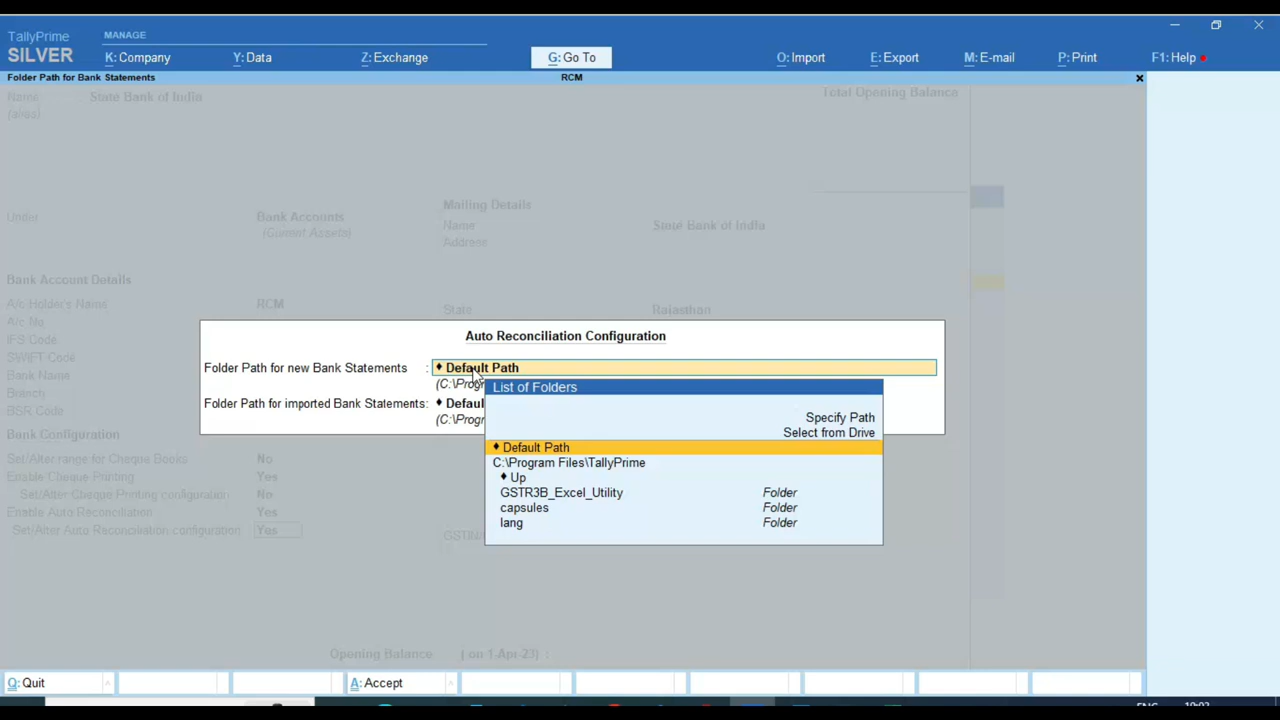 TallyPrime
MANAGE
SILVER
K: Company
Y: Data
Z: Exchange
G: Go To
O: Import
E: Export
M: E-mail
P: Print
F1: Help
Folder Path for Bank Statements
RCM
Name : State Bank of India
Total Opening Balance
(alias)
Mailing Details
Under
Bank Accounts
Name
State Bank of India
(Current Assets)
Address
Bank Account Details
A/c Holder's Name
RCM
State
Rajasthan
A/c No
IFS Code
SWIFT Code
Bank Name
Branch
BSR Code
Auto Reconciliation Configuration
Folder Path for new Bank Statements : ♦ Default Path
(C:\Progr
Folder Path for imported Bank Statements: ♦ Defaul
(C:\Progr
List of Folders
Specify Path
Select from Drive
♦ Default Path
C:\Program Files\TallyPrime
♦ Up
GSTR3B_Excel_Utility Folder
capsules Folder
lang Folder
Bank Configuration
Set/Alter range for Cheque Books No
Enable Cheque Printing Yes
Set/Alter Cheque Printing configuration No
Enable Auto Reconciliation Yes
Set/Alter Auto Reconciliation configuration Yes
Opening Balance ( on 1-Apr-23) :
Q: Quit
A: Accept